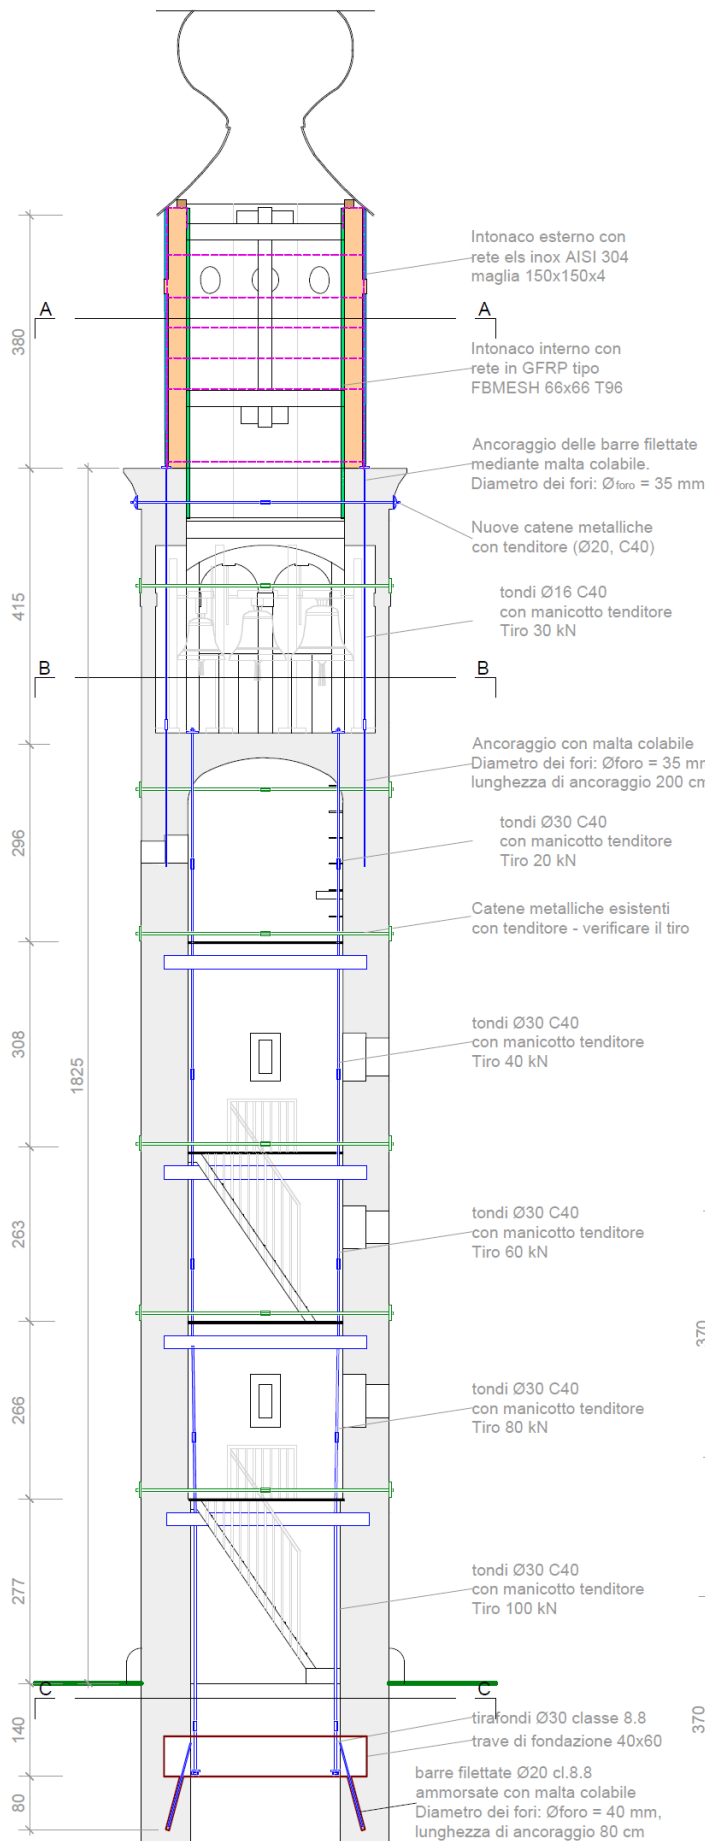 Intonaco esterno con
rete els inox AISI 304
maglia 150x150x4
A
A
380
Intonaco interno con
rete in GFRP tipo
FBMESH 66x66 T96
Ancoraggio delle barre filettate
mediante malta colabile.
Diametro dei fori: Øforo = 35 mm
Nuove catene metalliche
con tenditore (Ø20, C40)
415
tondi Ø16 C40
con manicotto tenditore
Tiro 30 kN
B
B
Ancoraggio con malta colabile
Diametro dei fori: Øforo = 35 mm
lunghezza di ancoraggio 200 cm
296
tondi Ø30 C40
con manicotto tenditore
Tiro 20 kN
Catene metalliche esistenti
con tenditore - verificare il tiro
308
1825
tondi Ø30 C40
con manicotto tenditore
Tiro 40 kN
263
tondi Ø30 C40
con manicotto tenditore
Tiro 60 kN
370
266
tondi Ø30 C40
con manicotto tenditore
Tiro 80 kN
277
tondi Ø30 C40
con manicotto tenditore
Tiro 100 kN
C
C
140
370
tirafondi Ø30 classe 8.8
trave di fondazione 40x60
80
barre filettate Ø20 cl.8.8
ammorsate con malta colabile
Diametro dei fori: Øforo = 40 mm,
lunghezza di ancoraggio 80 cm